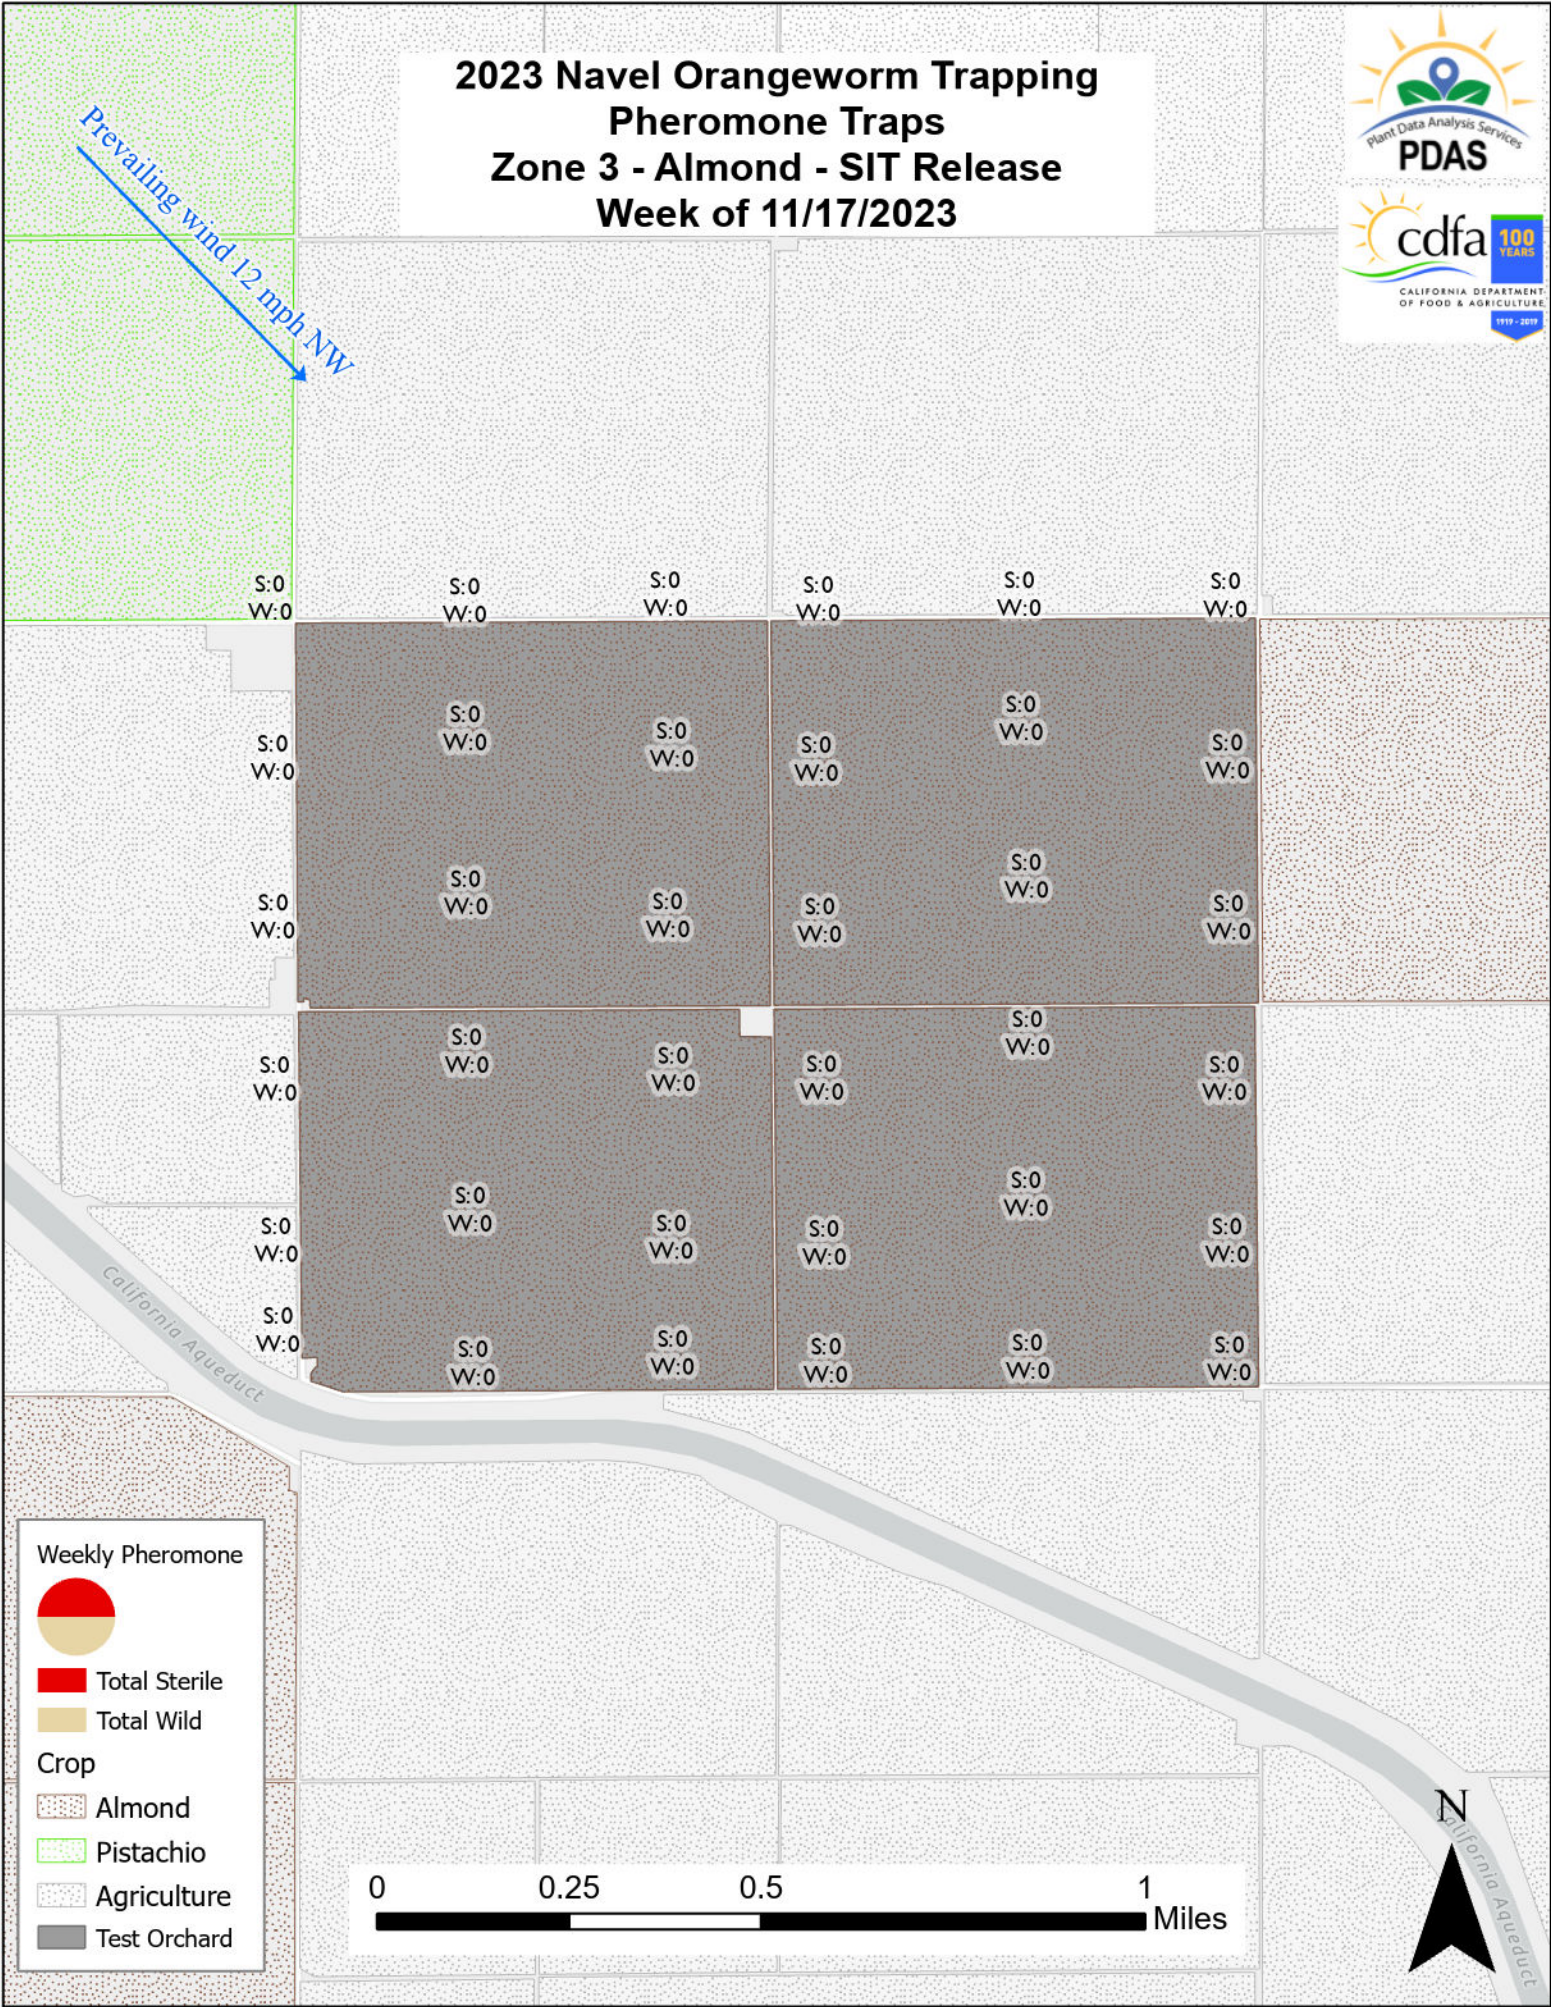 2023 Navel Orangeworm Trapping
Pheromone Traps
Zone 3 - Almond - SIT Release
Week of 11/17/2023
Plant Data Analysis Services
PDAS
cdfa
100
YEARS
CALIFORNIA DEPARTMENT
OF FOOD & AGRICULTURE
1919 - 2019
Prevailing wind 12 mph NW
S:0
W:0
S:0
W:0
S:0
W:0
S:0
W:0
S:0
W:0
S:0
W:0
S:0
W:0
S:0
W:0
S:0
W:0
S:0
W:0
S:0
W:0
S:0
W:0
S:0
W:0
S:0
W:0
S:0
W:0
S:0
W:0
S:0
W:0
S:0
W:0
S:0
W:0
S:0
W:0
S:0
W:0
S:0
W:0
S:0
W:0
S:0
W:0
S:0
W:0
S:0
W:0
S:0
W:0
S:0
W:0
S:0
W:0
S:0
W:0
S:0
W:0
S:0
W:0
S:0
W:0
S:0
W:0
S:0
W:0
S:0
W:0
California Aqueduct
Weekly Pheromone
Total Sterile
Total Wild
Crop
Almond
Pistachio
Agriculture
Test Orchard
0 0.25 0.5 1
Miles
N
California Aqueduct